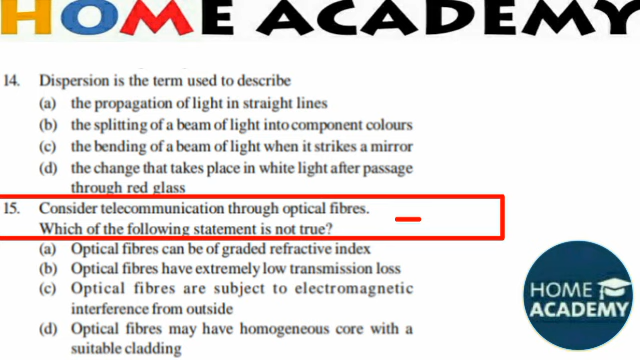 HOME ACADEMY
14. Dispersion is the term used to describe
(a) the propagation of light in straight lines
(b) the splitting of a beam of light into component colours
(c) the bending of a beam of light when it strikes a mirror
(d) the change that takes place in white light after passage
through red glass
15. Consider telecommunication through optical fibres.
Which of the following statement is not true?
(a) Optical fibres can be of graded refractive index
(b) Optical fibres have extremely low transmission loss
(c) Optical fibres are subject to electromagnetic
interference from outside
(d) Optical fibres may have homogeneous core with a
suitable cladding
HOME
ACADEMY